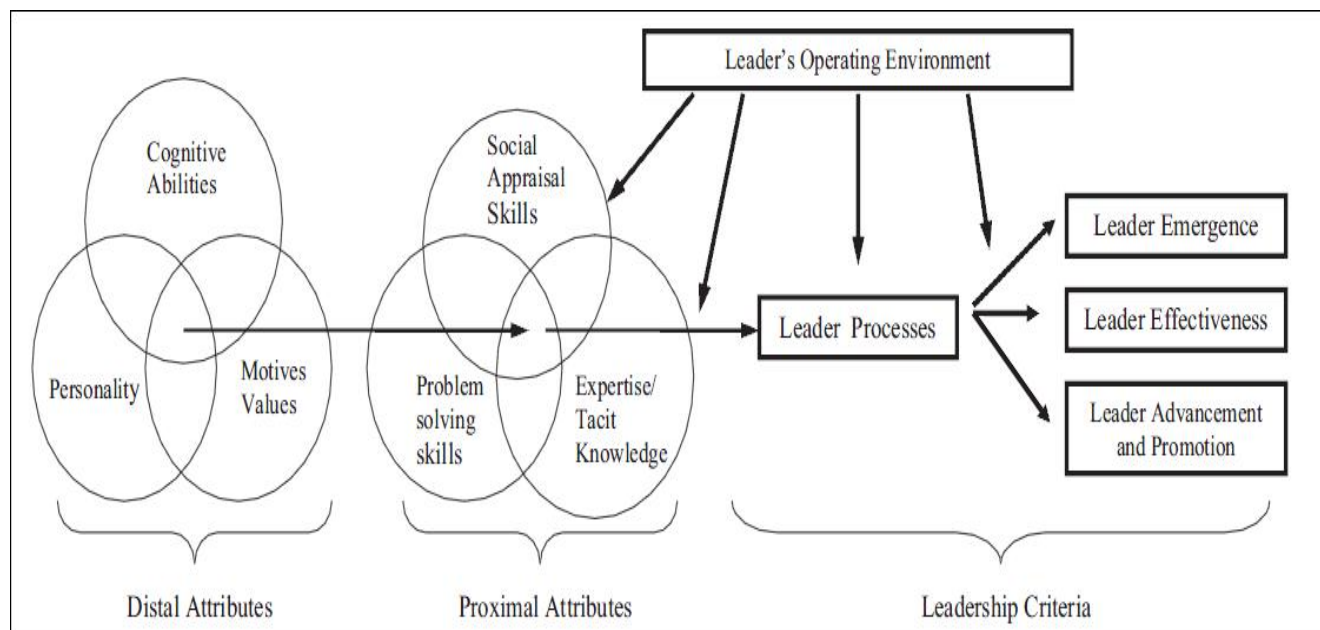 Leader's Operating Environment
Cognitive
Abilities
Personality
Motives
Values
Social
Appraisal
Skills
Problem
solving
skills
Expertise/
Tacit
Knowledge
Leader Processes
Leader Emergence
Leader Effectiveness
Leader Advancement
and Promotion
Distal Attributes
Proximal Attributes
Leadership Criteria